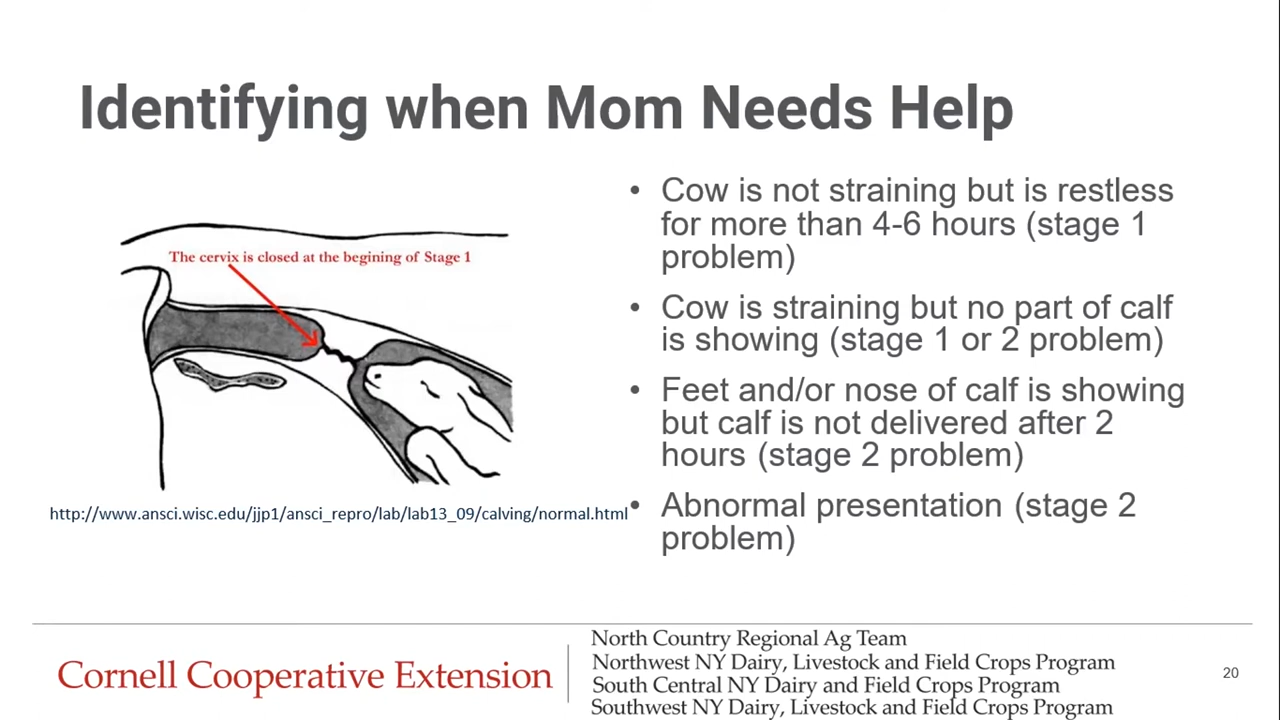 Identifying when Mom Needs Help
The cervix is closed at the begining of Stage 1
http://www.ansci.wisc.edu/jjp1/ansci_repro/lab/lab13_09/calving/normal.html
• Cow is not straining but is restless
for more than 4-6 hours (stage 1
problem)
• Cow is straining but no part of calf
is showing (stage 1 or 2 problem)
• Feet and/or nose of calf is showing
but calf is not delivered after 2
hours (stage 2 problem)
• Abnormal presentation (stage 2
problem)
Cornell Cooperative Extension
North Country Regional Ag Team
Northwest NY Dairy, Livestock and Field Crops Program
South Central NY Dairy and Field Crops Program
Southwest NY Dairy, Livestock and Field Crops Program
20